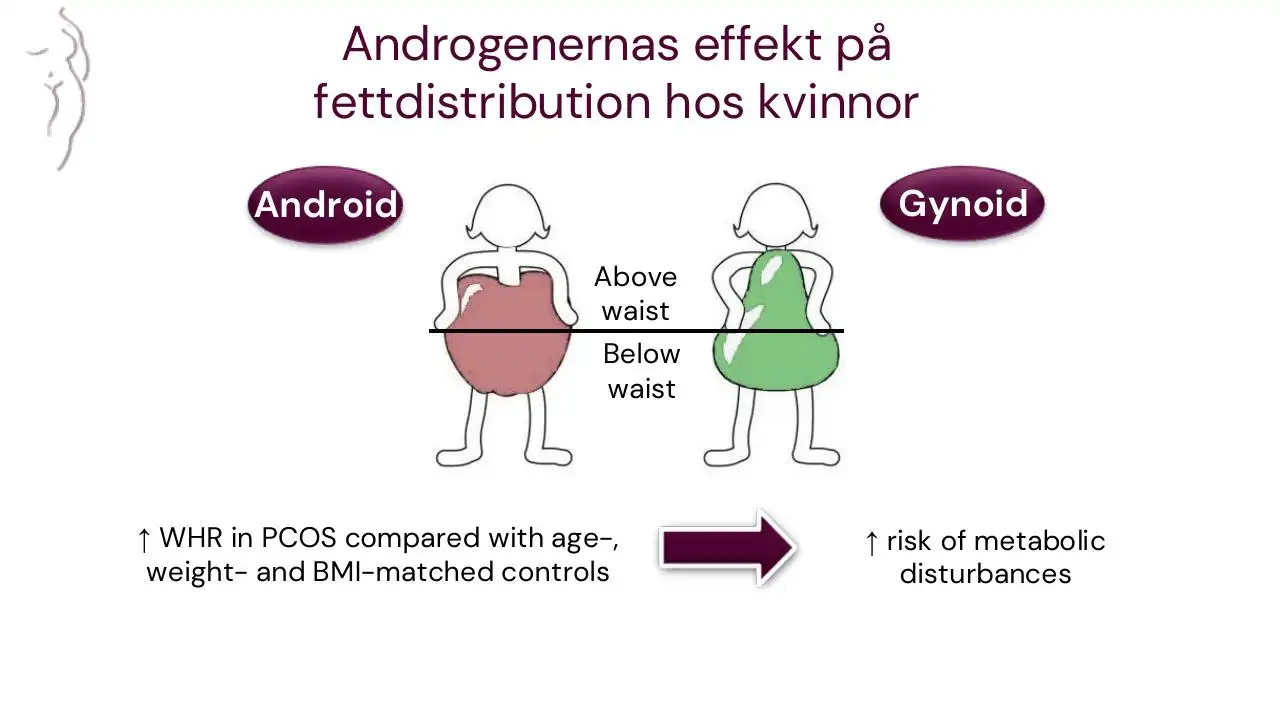 Androgenernas effekt på
fettdistribution hos kvinnor
Android
Gynoid
Above
waist
Below
waist
↑ WHR in PCOS compared with age-,
weight- and BMI-matched controls
↑ risk of metabolic
disturbances